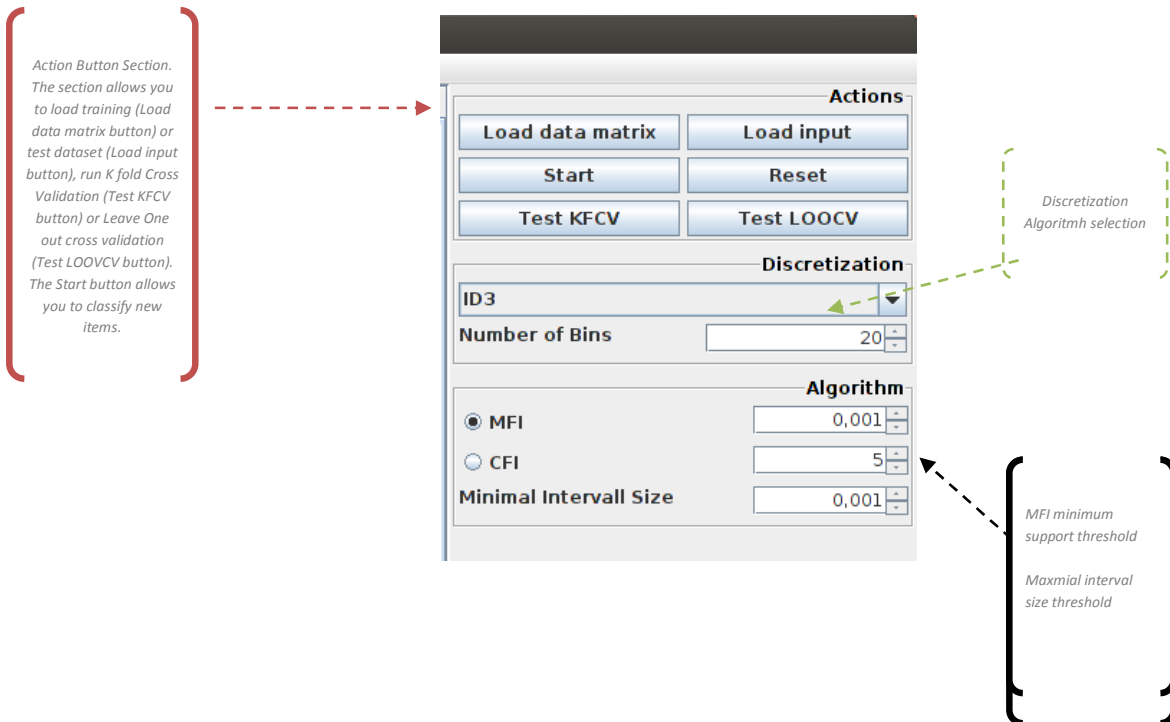 Action Button Section.
The section allows you
to load training (Load
data matrix button) or
test dataset (Load input
button), run K fold Cross
Validation (Test KFCV
button) or Leave One
out cross validation
(Test LOOVCV button).
The Start button allows
you to classify new
items.
Actions
Load data matrix Load input
Start Reset
Test KFCV Test LOOCV
Discretization
ID3
Number of Bins 20
Algorithm
MFI 0,001
CFI 5
Minimal Intervall Size 0,001
Discretization
Algoritmh selection
MFI minimum
support threshold
Maxmial interval
size threshold